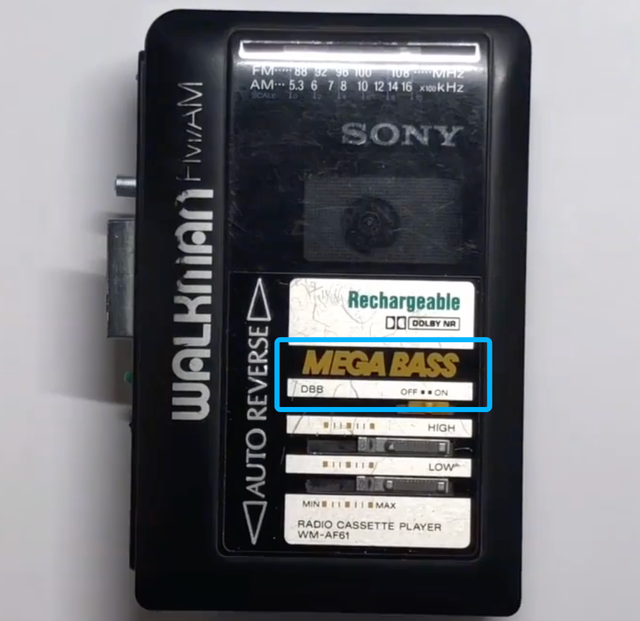 FM 88 92 96 100 108 MHz
AM 5.3 6 7 8 10 12 14 16 x100kHz
SCALE
SONY
WALKMAN FM/AM
AUTO REVERSE
Rechargeable
DOLBY NR
MEGA BASS
DBB OFF ON
HIGH
LOW
MIN MAX
RADIO CASSETTE PLAYER
WM-AF61